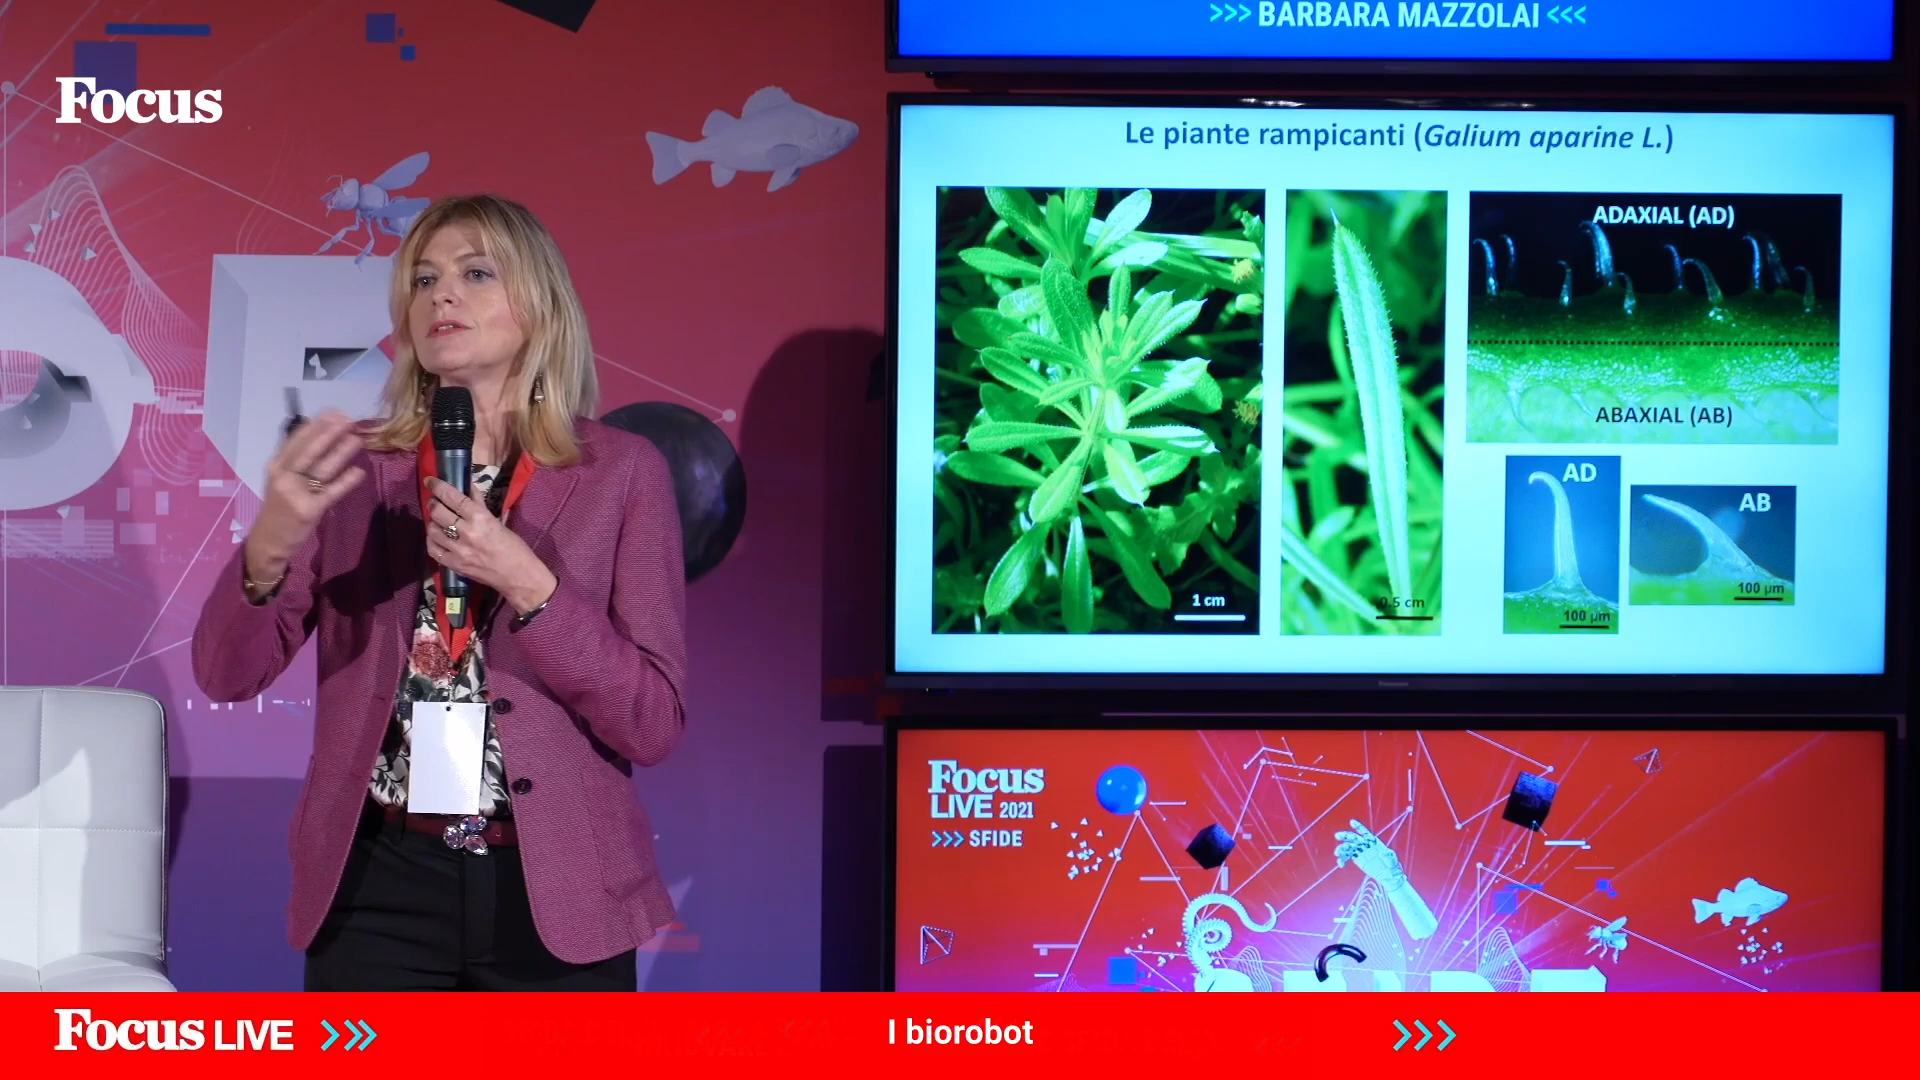 >>> BARBARA MAZZOLAI <<<
Focus
Le piante rampicanti (Galium aparine L.)
ADAXIAL (AD)
ABAXIAL (AB)
AD
AB
100 µm
1 cm
0.5 cm
100 µm
Focus
LIVE 2021
>>> SFIDE
Focus LIVE >>> I biorobot >>>